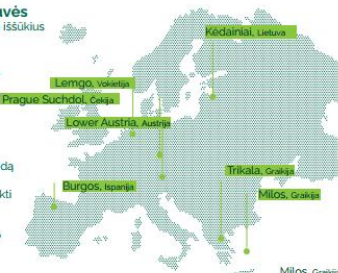 vės
iššūkius
Kėdainiai, Lietuva
Lemgo, Vokietija
Prague Suchdol, Čekija
Lower Austria, Austrija
dą
Trikala, Graikija
Burgos, Ispanija
kti
Milos, Graikija
Milos, Graikija